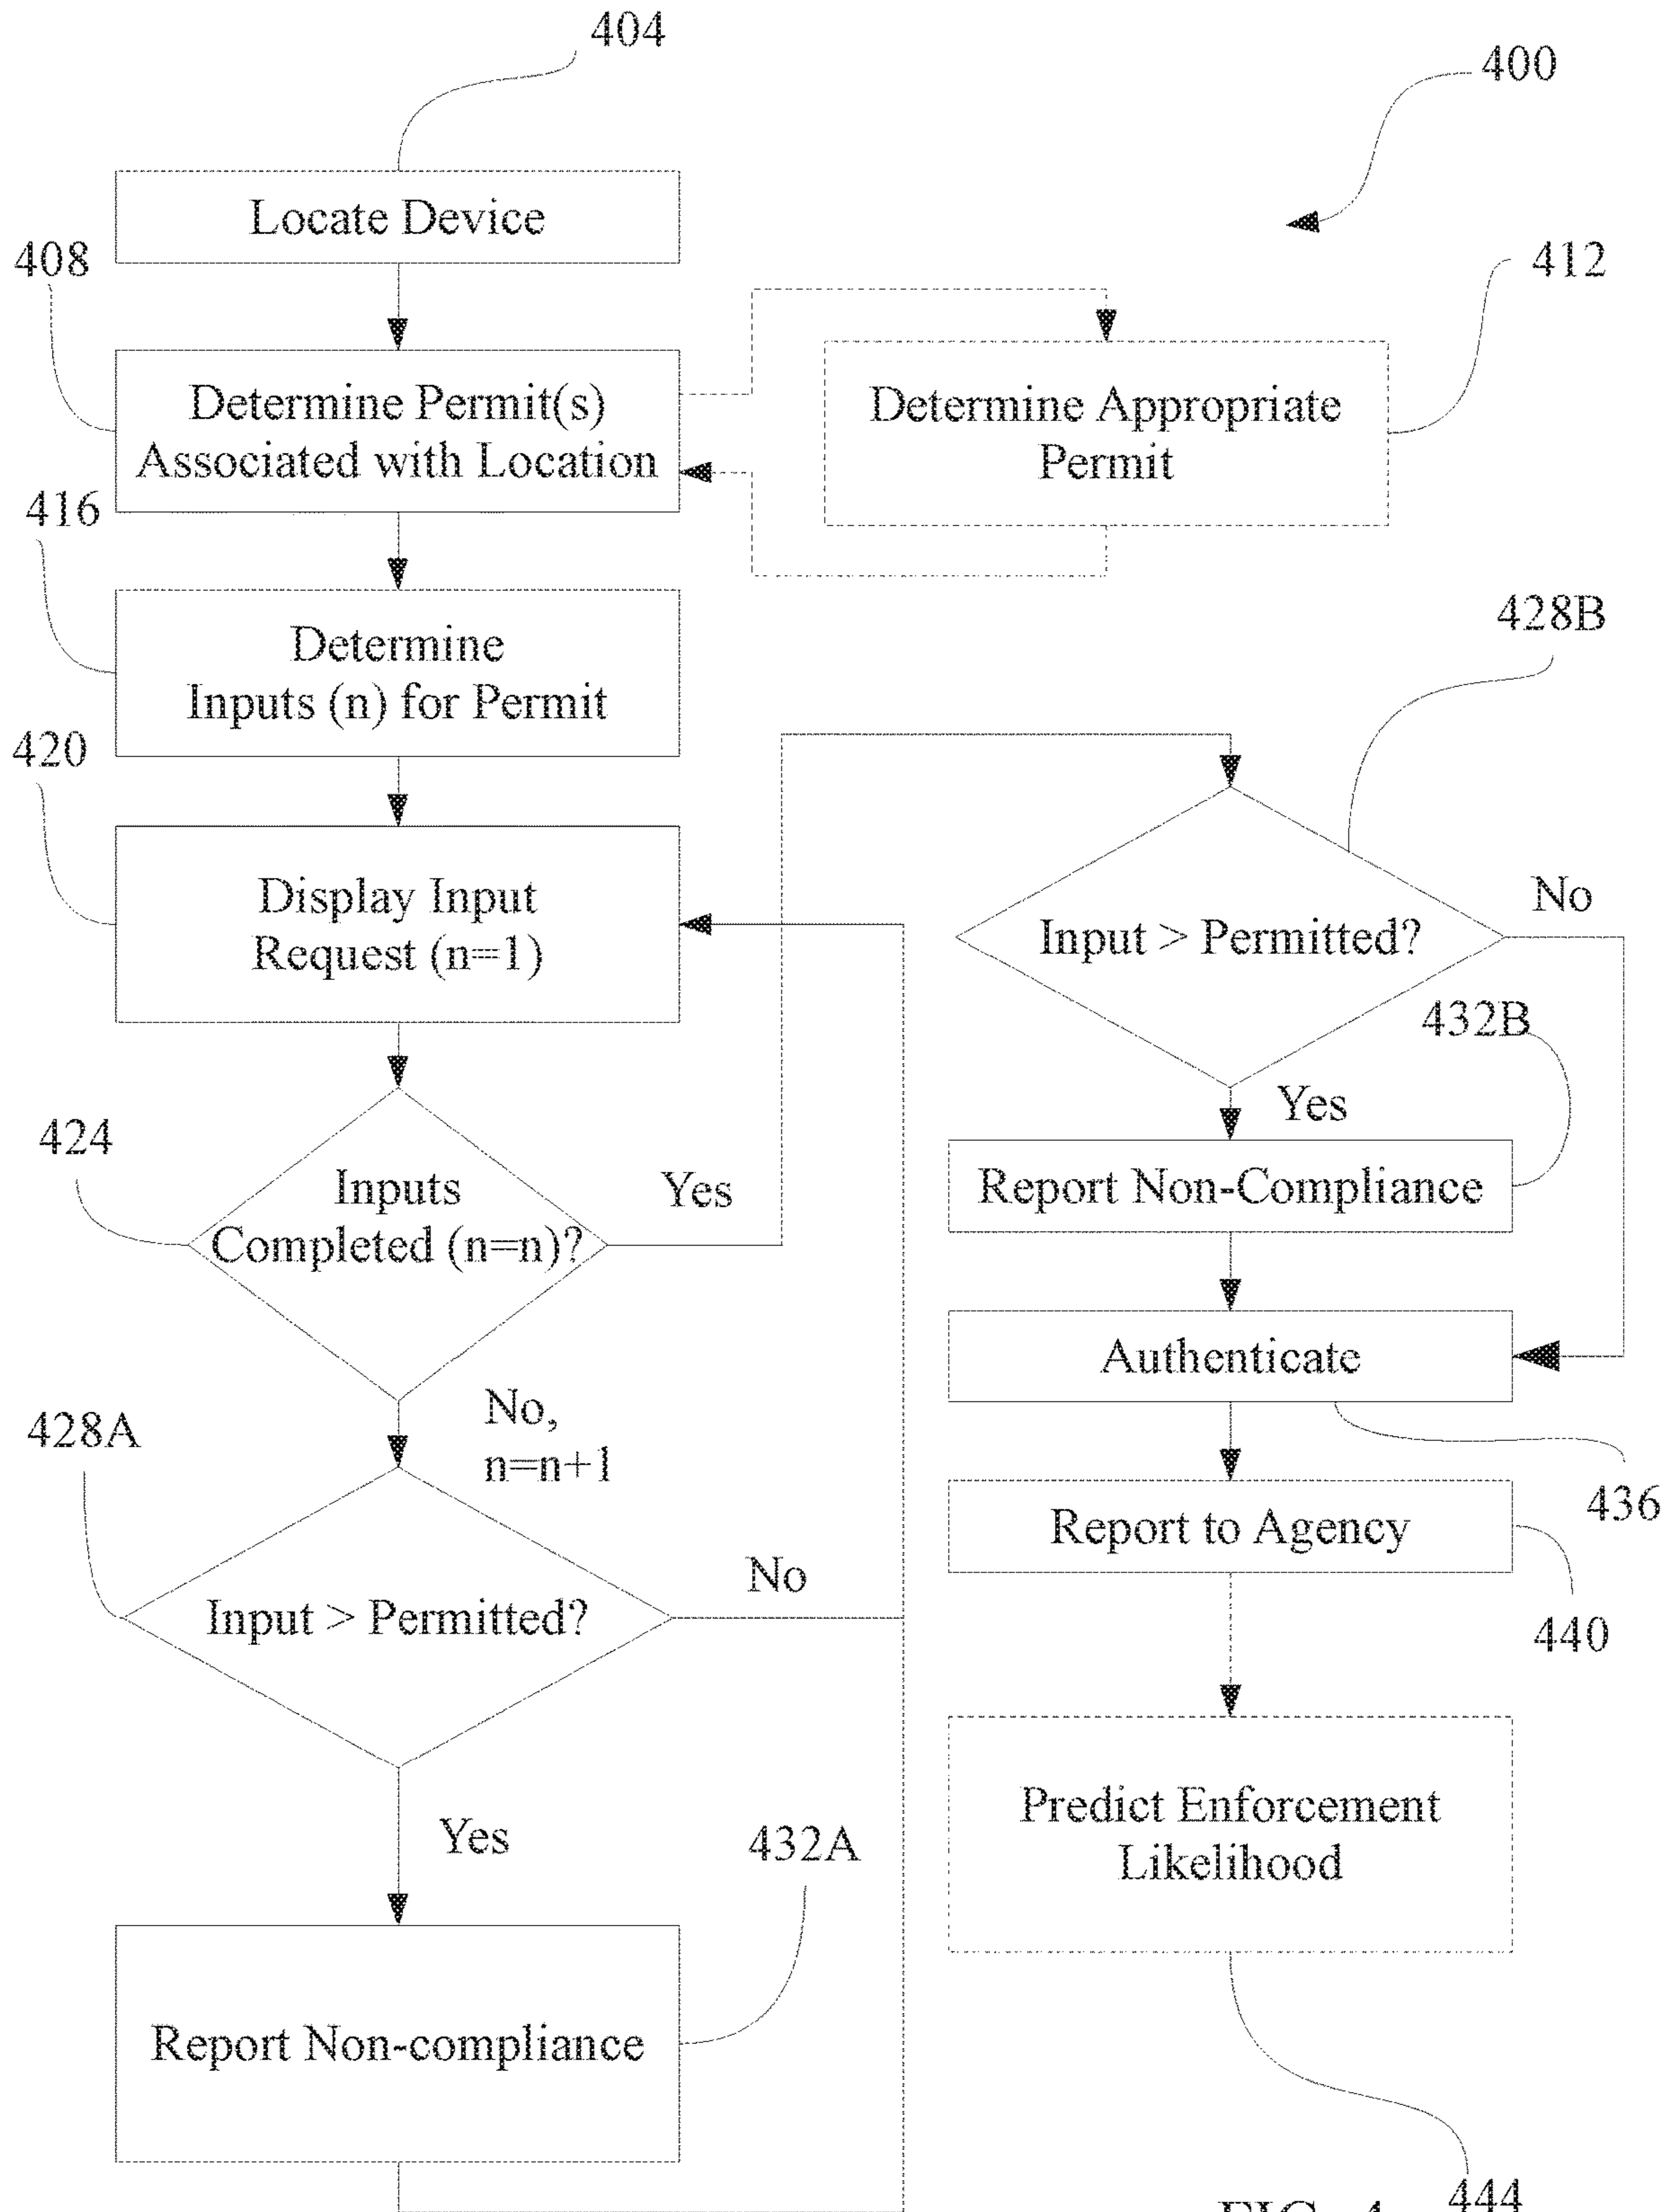 404
400
Locate Device
408
412
Determine Permit(s)
Associated with Location
Determine Appropriate
Permit
416
Determine
Inputs (n) for Permit
428B
420
Display Input
Request (n=1)
No
Input > Permitted?
432B
Yes
424
Inputs
Completed (n=n)?
Yes
Report Non-Compliance
Authenticate
No,
n=n+1
428A
436
Report to Agency
No
Input > Permitted?
440
Predict Enforcement
Likelihood
Yes
432A
Report Non-compliance
444
FIG. 4